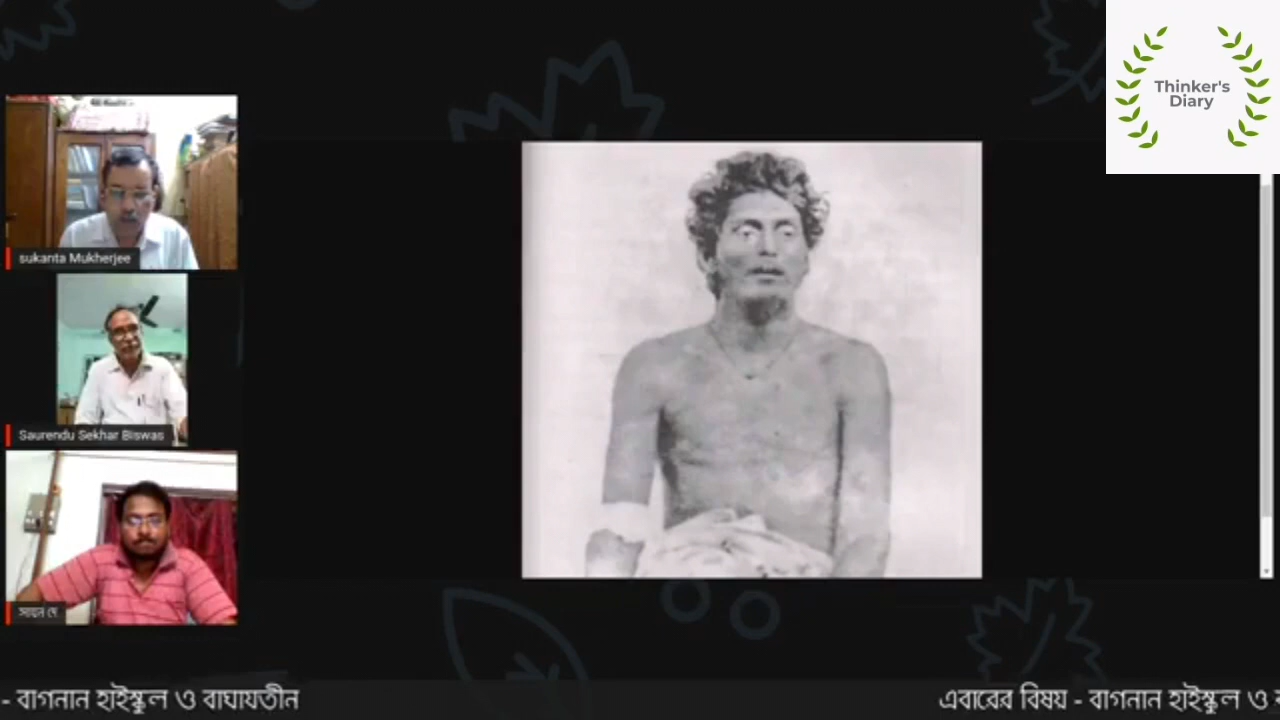 Thinker's
Diary
sukanta Mukherjee
Saurendu Sekhar Biswas
সায়ন দে
- বাগনান হাইস্কুল ও বাঘাযতীন
এবারের বিষয় - বাগনান হাইস্কুল ও